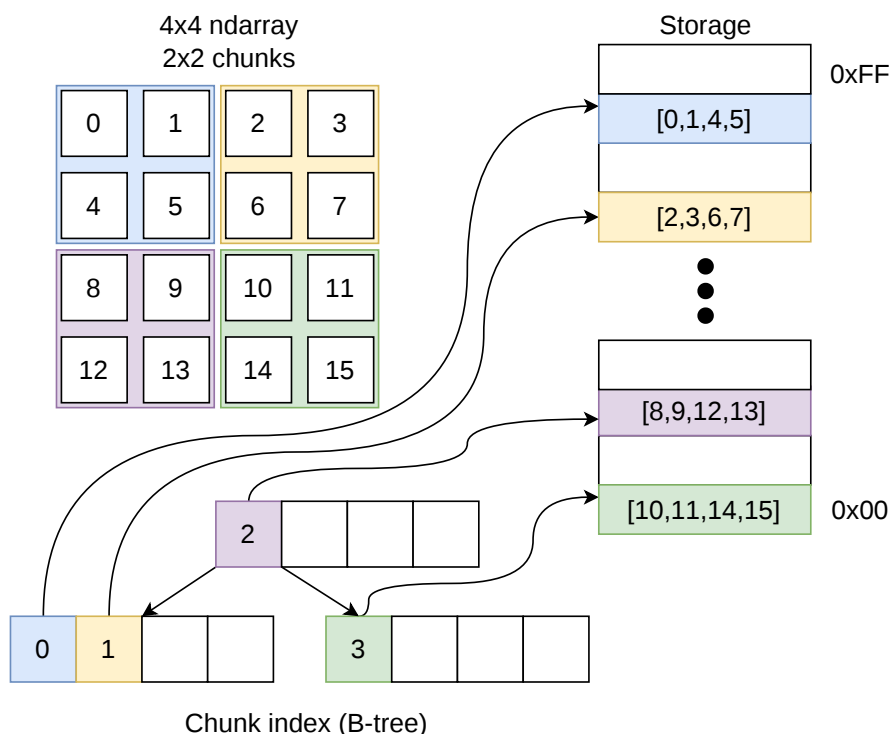 4x4 ndarray
2x2 chunks
0 1 2 3
4 5 6 7
8 9 10 11
12 13 14 15
Storage
0xFF
[0,1,4,5]
[2,3,6,7]
[8,9,12,13]
[10,11,14,15]
0x00
2
0 1
3
Chunk index (B-tree)